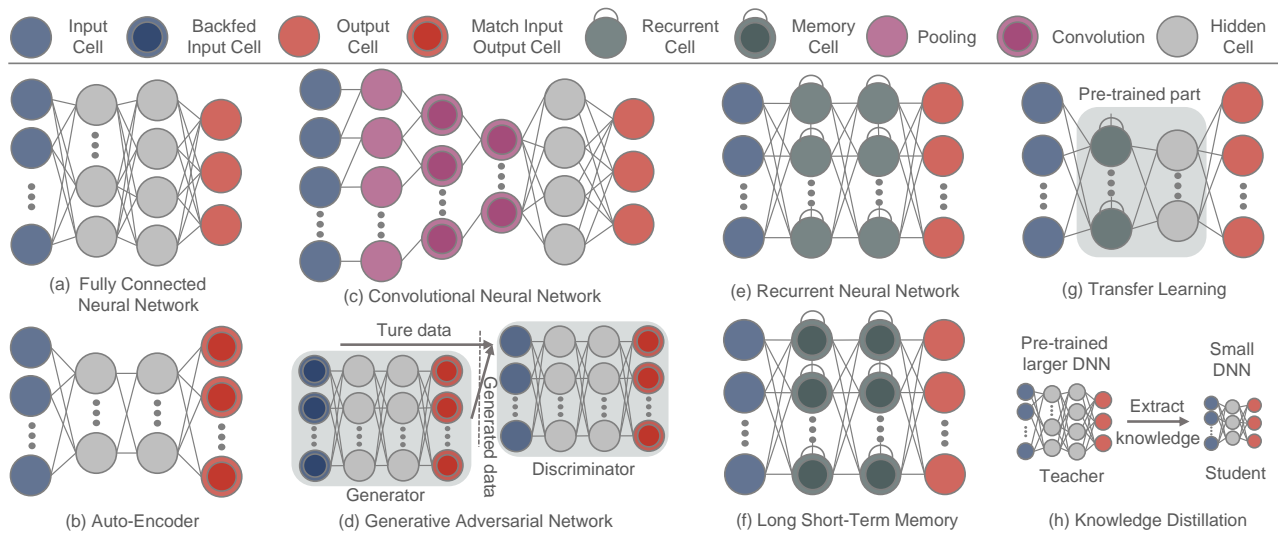 Input
Cell
Backfed
Input Cell
Output
Cell
Match Input
Output Cell
Recurrent
Cell
Memory
Cell
Pooling
Convolution
Hidden
Cell
(a) Fully Connected
Neural Network
(c) Convolutional Neural Network
(e) Recurrent Neural Network
Pre-trained part
(g) Transfer Learning
(b) Auto-Encoder
Ture data
Generated data
Generator
Discriminator
(d) Generative Adversarial Network
(f) Long Short-Term Memory
Pre-trained
larger DNN
Small
DNN
Extract
knowledge
Teacher
Student
(h) Knowledge Distillation